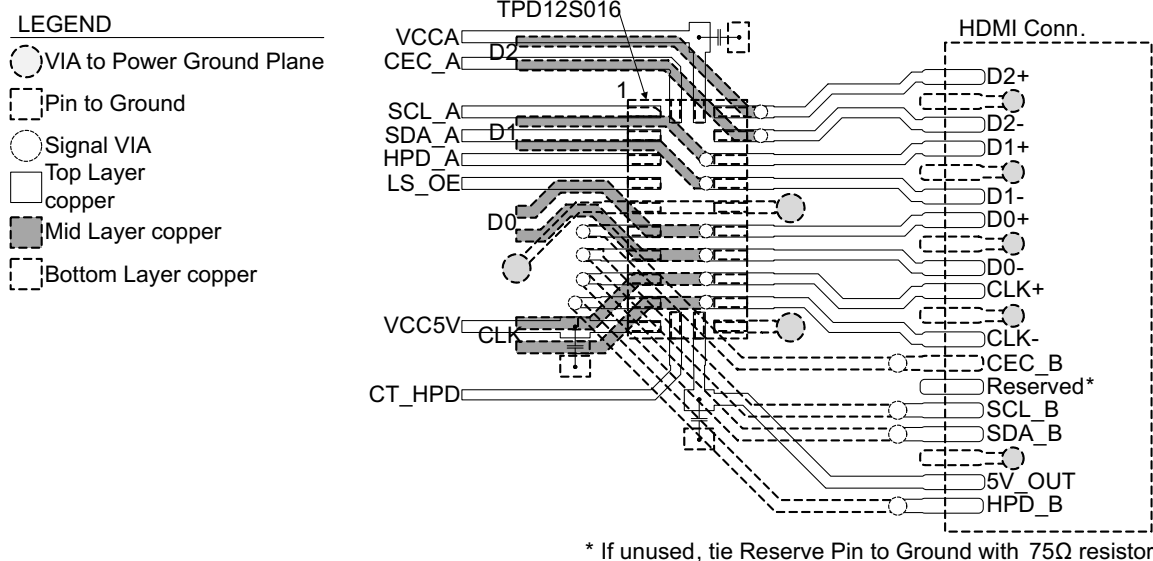 LEGEND
VIA to Power Ground Plane
Pin to Ground
Signal VIA
Top Layer
copper
Mid Layer copper
Bottom Layer copper
TPD12S016
VCCA
D2
CEC_A
1
SCL_A
D1
SDA_A
HPD_A
LS_OE
D0
VCC5V
CLK
CT_HPD
HDMI Conn.
D2+
D2-
D1+
D1-
D0+
D0-
CLK+
CLK-
CEC_B
Reserved*
SCL_B
SDA_B
5V_OUT
HPD_B
* If unused, tie Reserve Pin to Ground with 75Ω resistor